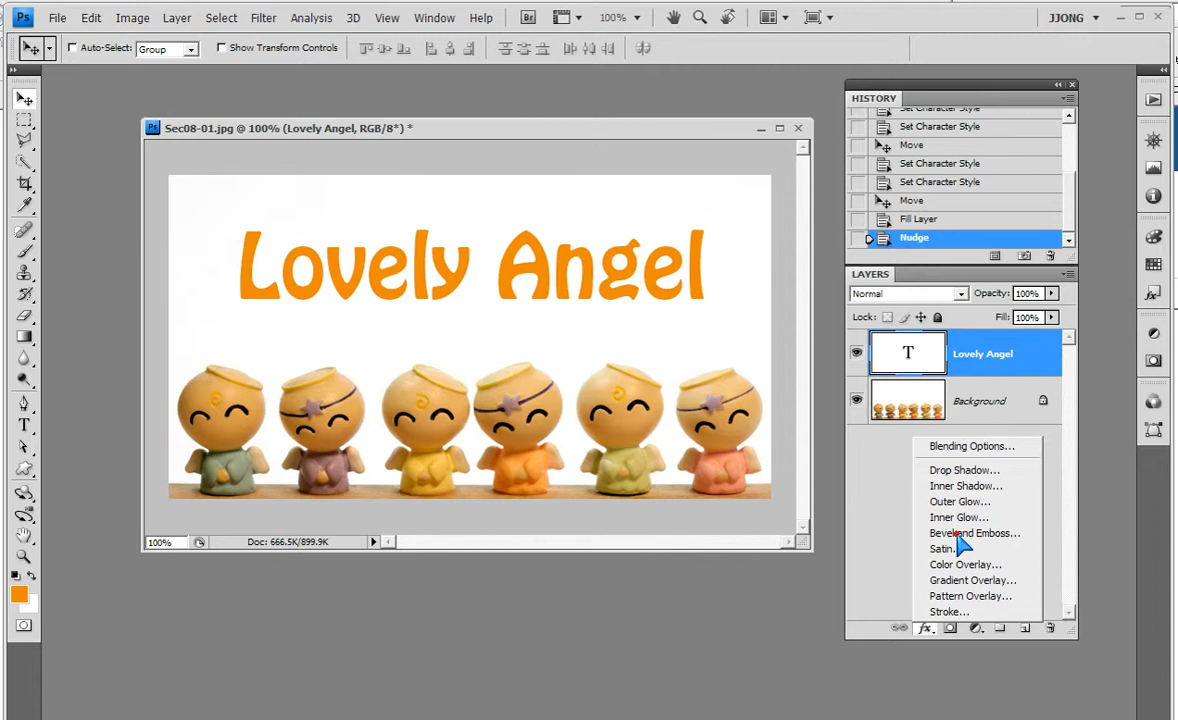 Ps File Edit Image Layer Select Filter Analysis 3D View Window Help Br 100% JJONG
Auto-Select: Group Show Transform Controls
HISTORY
Set Character Style
Set Character Style
Move
Set Character Style
Set Character Style
Move
Fill Layer
Nudge
Ps Sec08-01.jpg @ 100% (Lovely Angel, RGB/8*) *
Lovely Angel
100% Doc: 666.5K/899.9K
LAYERS
Normal Opacity: 100%
Lock: Fill: 100%
T Lovely Angel
Background
Blending Options...
Drop Shadow...
Inner Shadow...
Outer Glow...
Inner Glow...
Bevel and Emboss...
Satin...
Color Overlay...
Gradient Overlay...
Pattern Overlay...
Stroke...
fx.